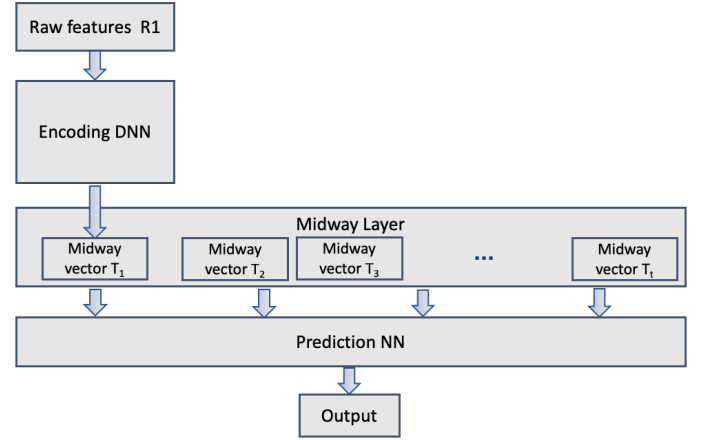 Raw features R1
Encoding DNN
Midway Layer
Midway
vector T1
Midway
vector T2
Midway
vector T3
...
Midway
vector Tt
Prediction NN
Output